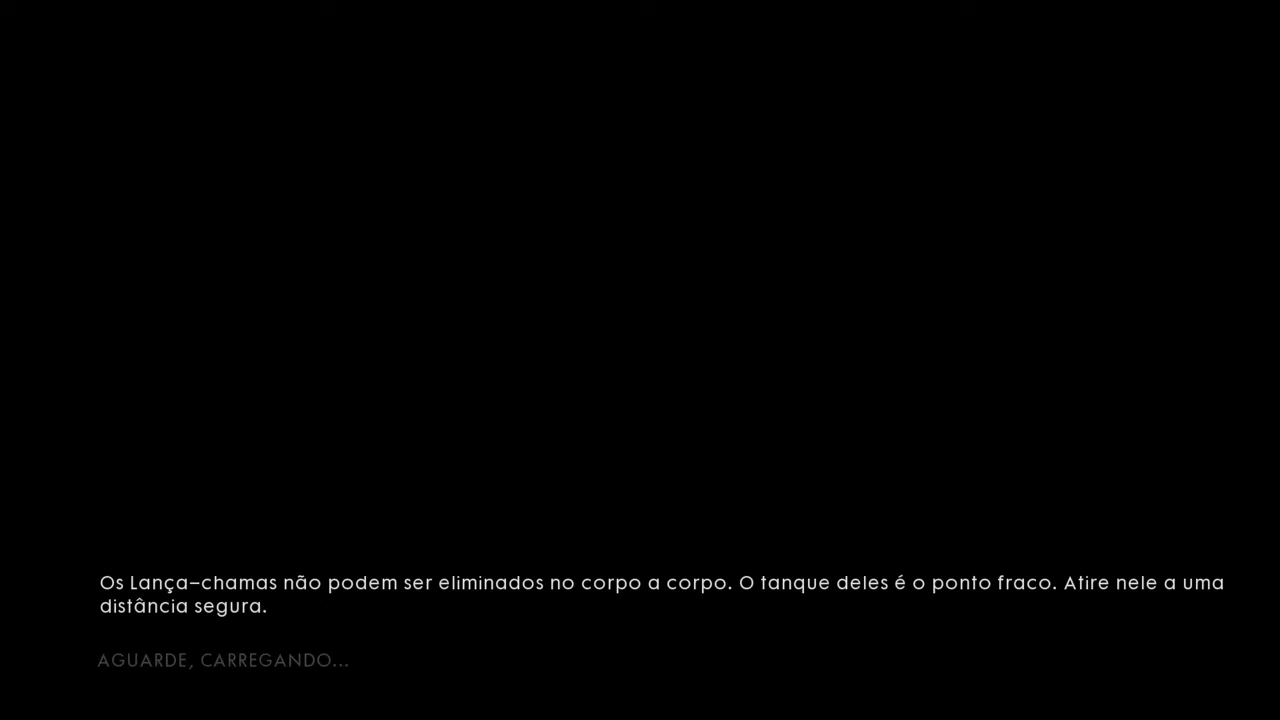 Os Lança-chamas não podem ser eliminados no corpo a corpo. O tanque deles é o ponto fraco. Atire nele a uma
distância segura.
AGUARDE, CARREGANDO...